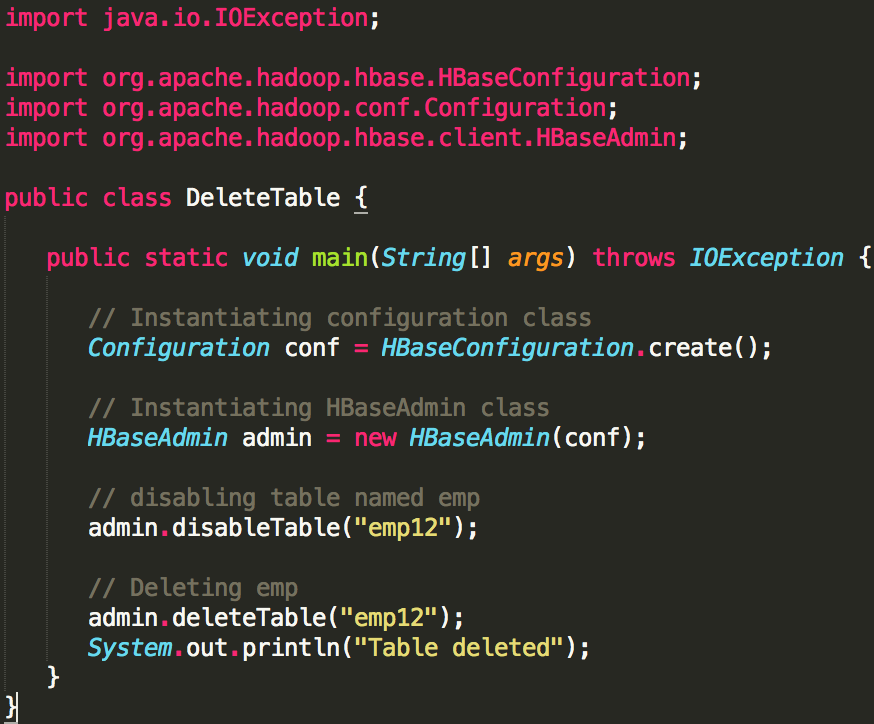 import java.io.IOException;
import org.apache.hadoop.hbase.HBaseConfiguration;
import org.apache.hadoop.conf.Configuration;
import org.apache.hadoop.hbase.client.HBaseAdmin;
public class DeleteTable {
public static void main(String[] args) throws IOException {
// Instantiating configuration class
Configuration conf = HBaseConfiguration.create();
// Instantiating HBaseAdmin class
HBaseAdmin admin = new HBaseAdmin(conf);
// disabling table named emp
admin.disableTable("emp12");
// Deleting emp
admin.deleteTable("emp12");
System.out.println("Table deleted");
}
}